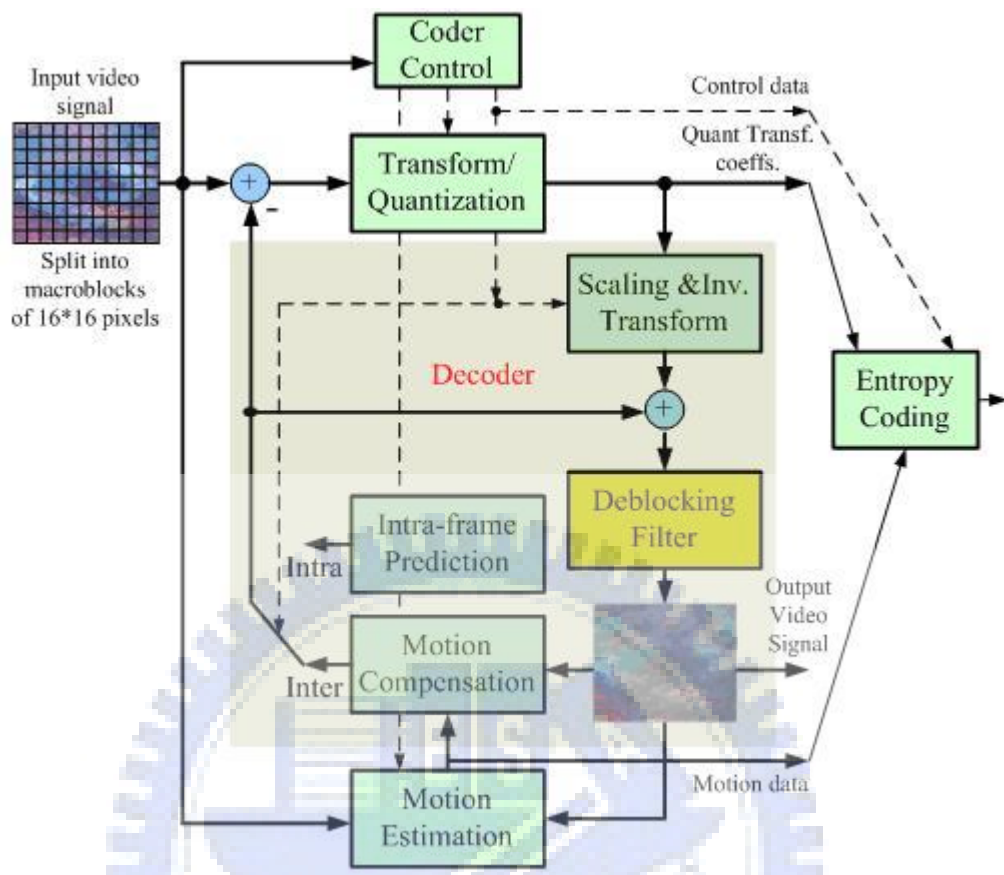 Coder
Control
Input video
signal
Control data
Quant Transf.
coeffs.
Transform/
Quantization
+
-
Split into
macroblocks
of 16*16 pixels
Scaling &Inv.
Transform
Decoder
+
Entropy
Coding
Deblocking
Filter
Intra-frame
Prediction
Intra
Output
Video
Signal
Motion
Compensation
Inter
Motion data
Motion
Estimation